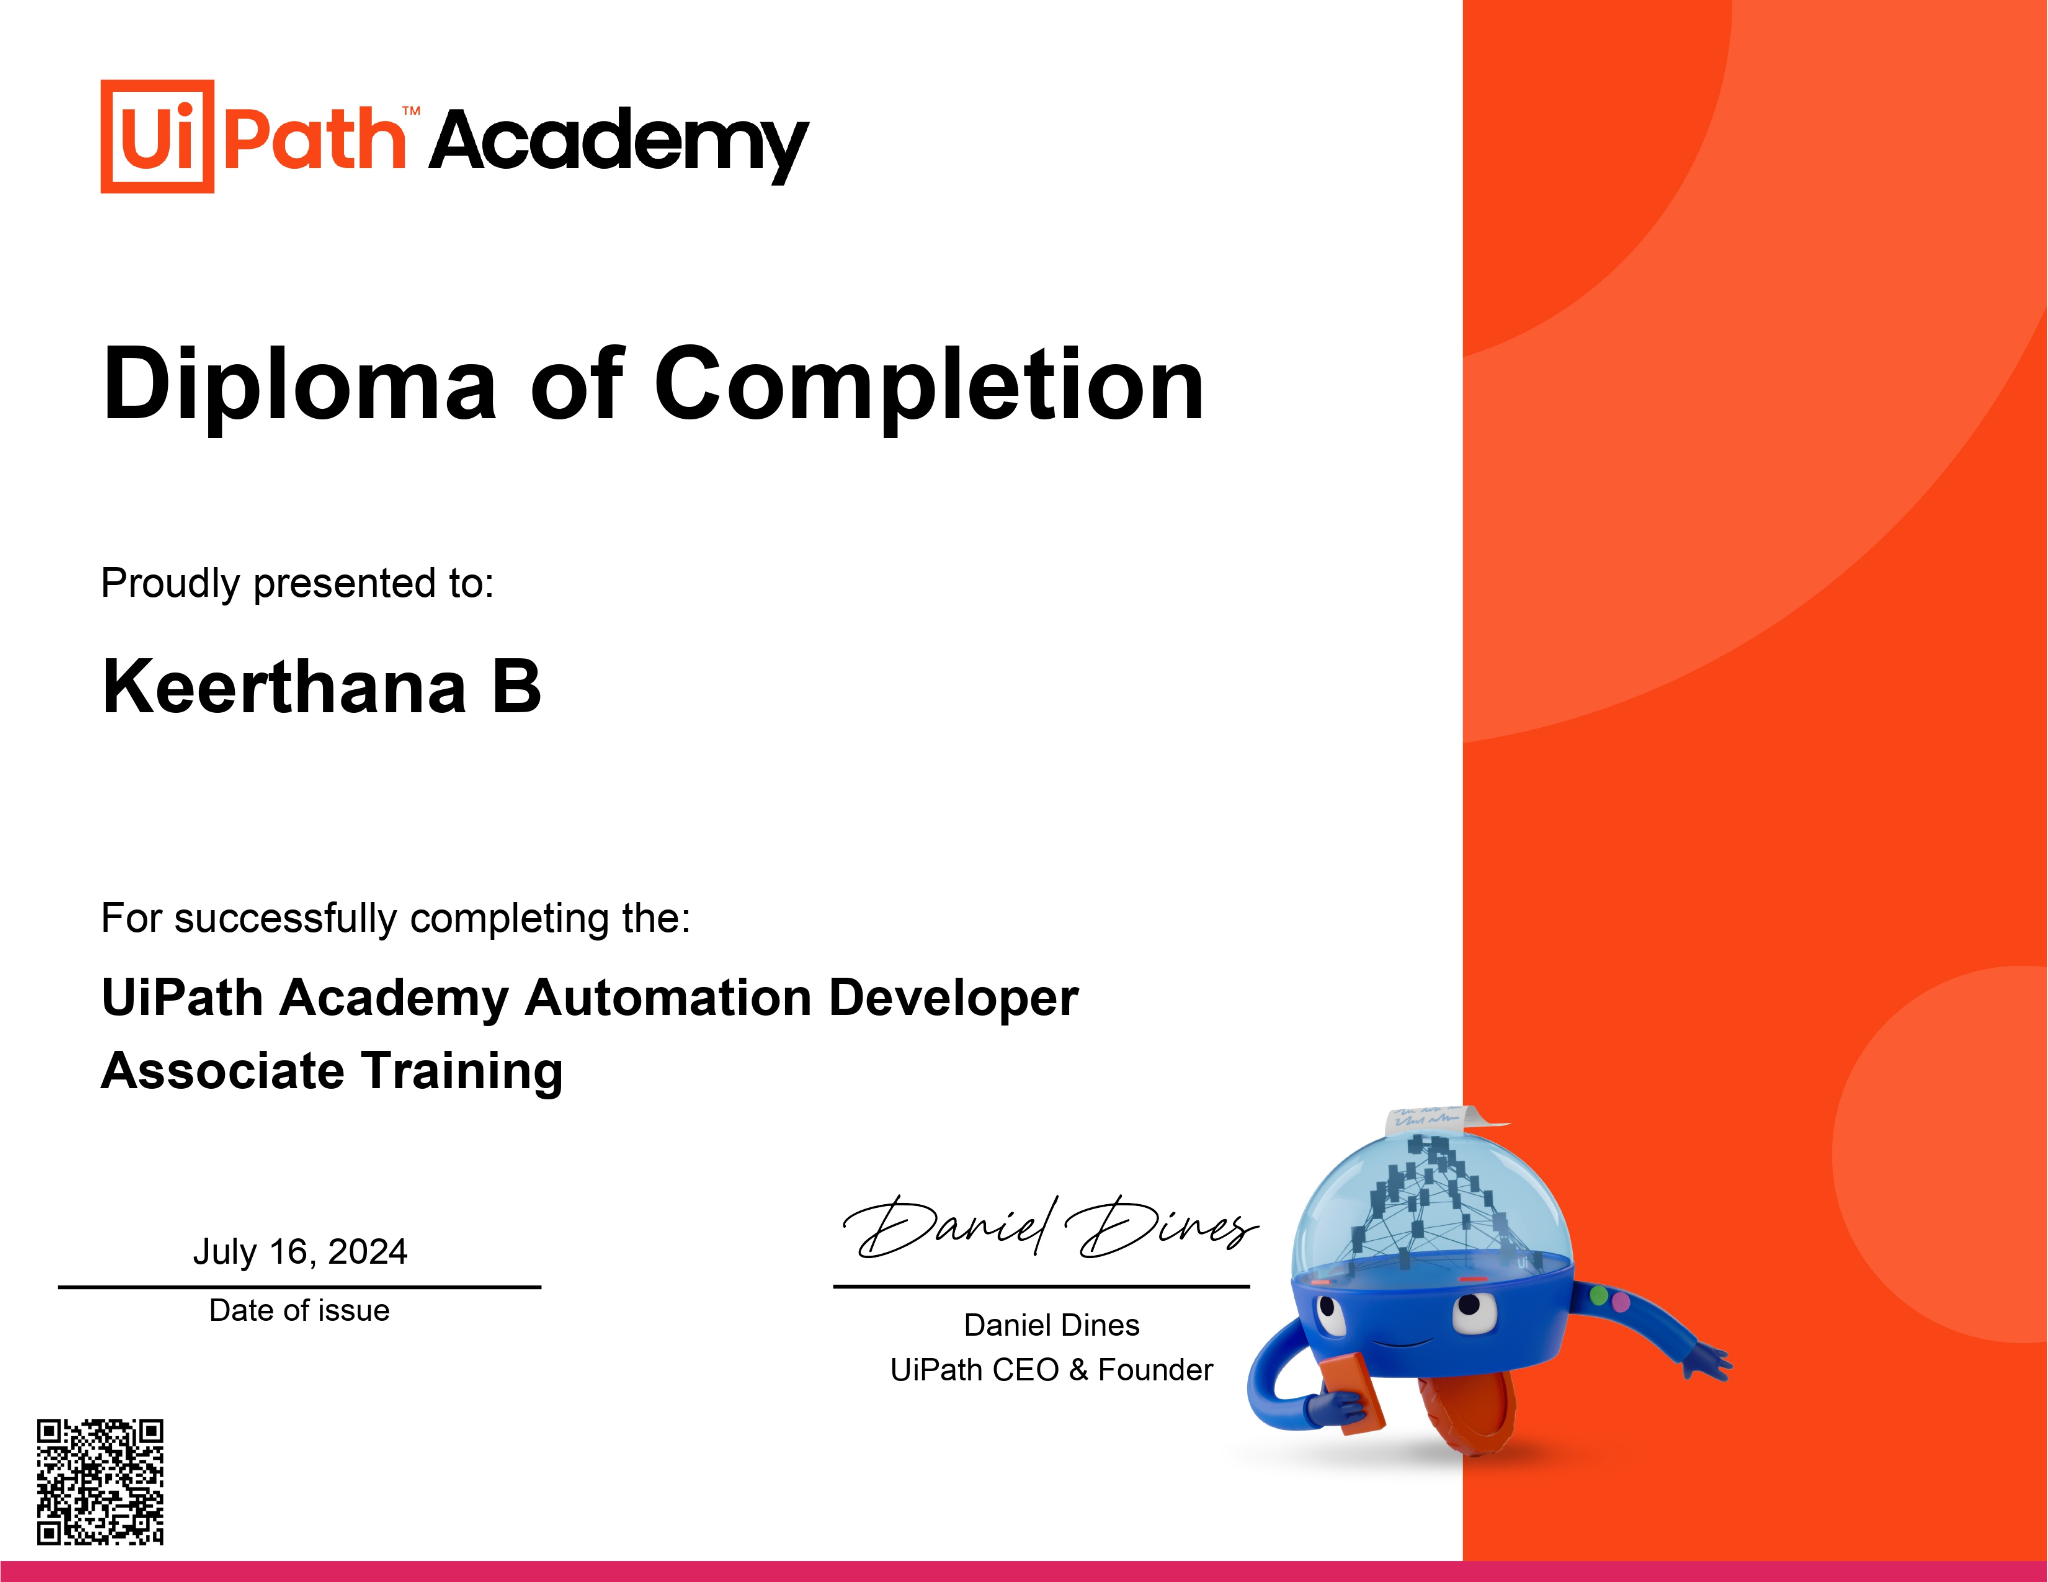 UiPath™ Academy
Diploma of Completion
Proudly presented to:
Keerthana B
For successfully completing the:
UiPath Academy Automation Developer
Associate Training
July 16, 2024
Date of issue
Daniel Dines
Daniel Dines
UiPath CEO & Founder
Ui